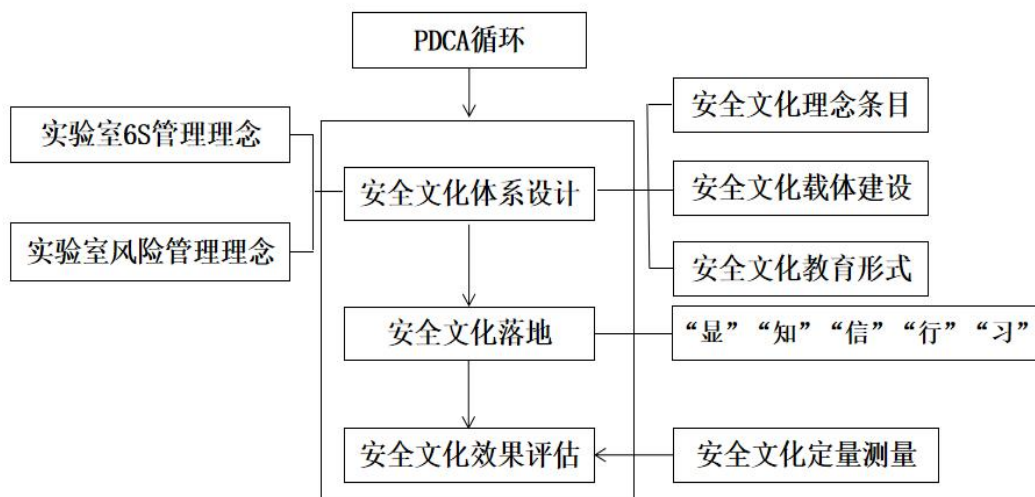 PDCA循环
安全文化理念条目
实验室6S管理理念
安全文化体系设计
安全文化载体建设
实验室风险管理理念
安全文化教育形式
安全文化落地
“显”“知”“信”“行”“习”
安全文化效果评估
安全文化定量测量